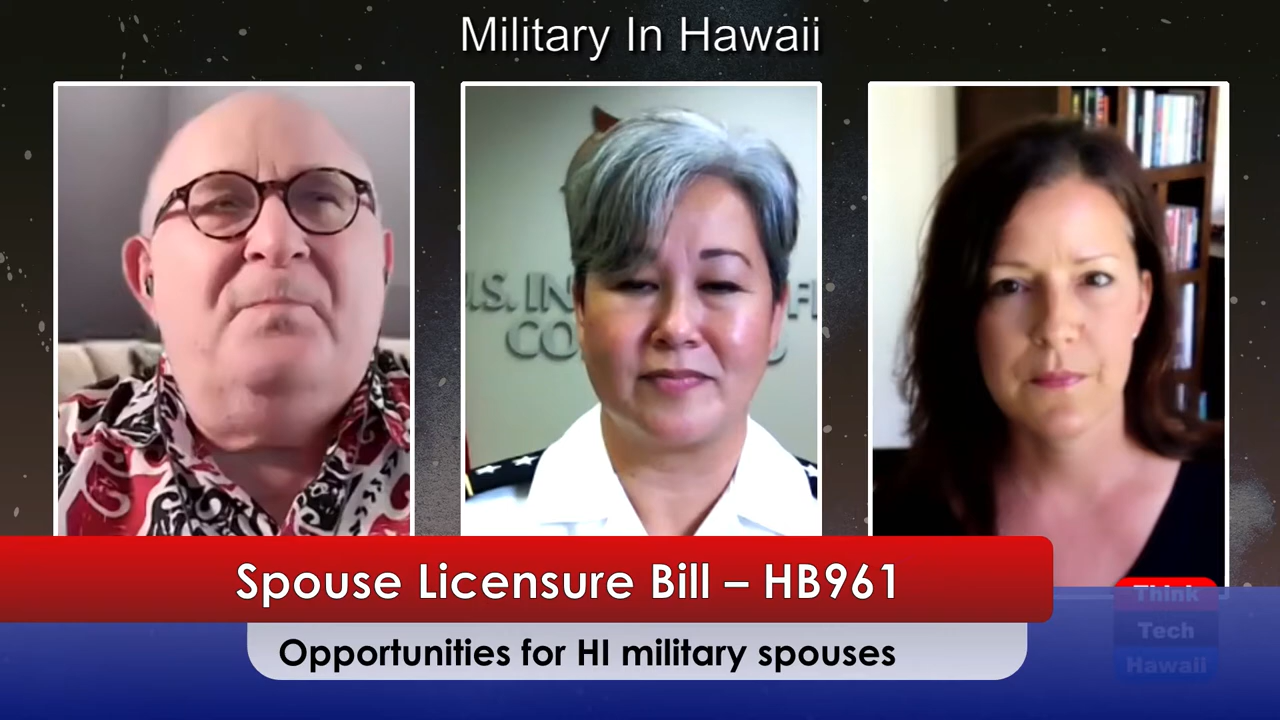 Military In Hawaii
Spouse Licensure Bill – HB961
Opportunities for HI military spouses
Think
Tech
Hawaii